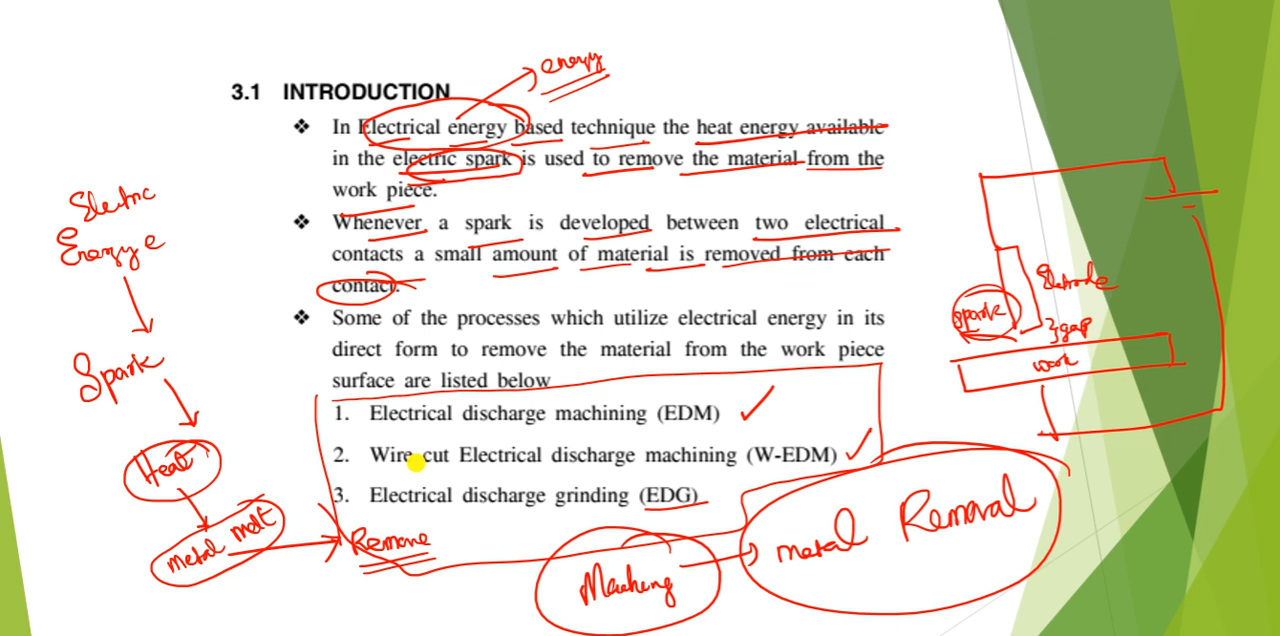 energy
3.1 INTRODUCTION
❖ In Electrical energy based technique the heat energy available
in the electric spark is used to remove the material from the
work piece.
❖ Whenever a spark is developed between two electrical
contacts a small amount of material is removed from each
contact.
❖ Some of the processes which utilize electrical energy in its
direct form to remove the material from the work piece
surface are listed below
1. Electrical discharge machining (EDM)
2. Wire cut Electrical discharge machining (W-EDM)
3. Electrical discharge grinding (EDG)
Electric
Energy
Spark
Heat
metal melt
Remove
Machining
metal Removal
Electrode
Spark
gap
work